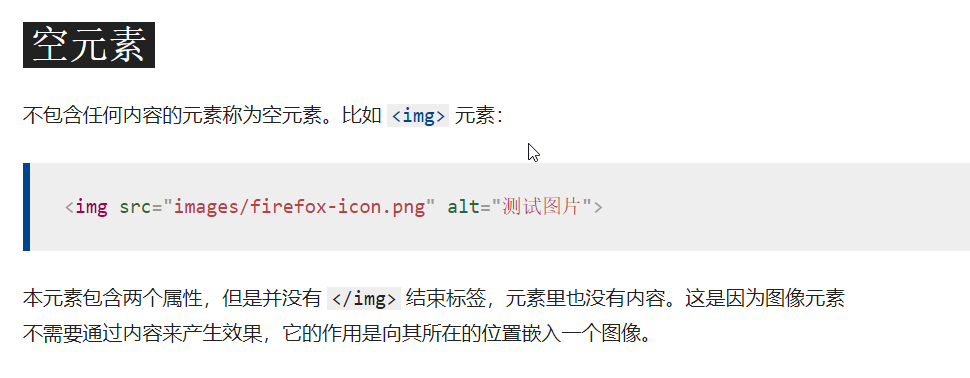 空元素
不包含任何内容的元素称为空元素。比如 <img> 元素：
<img src="images/firefox-icon.png" alt="测试图片">
本元素包含两个属性，但是并没有 </img> 结束标签，元素里也没有内容。这是因为图像元素
不需要通过内容来产生效果，它的作用是向其所在的位置嵌入一个图像。